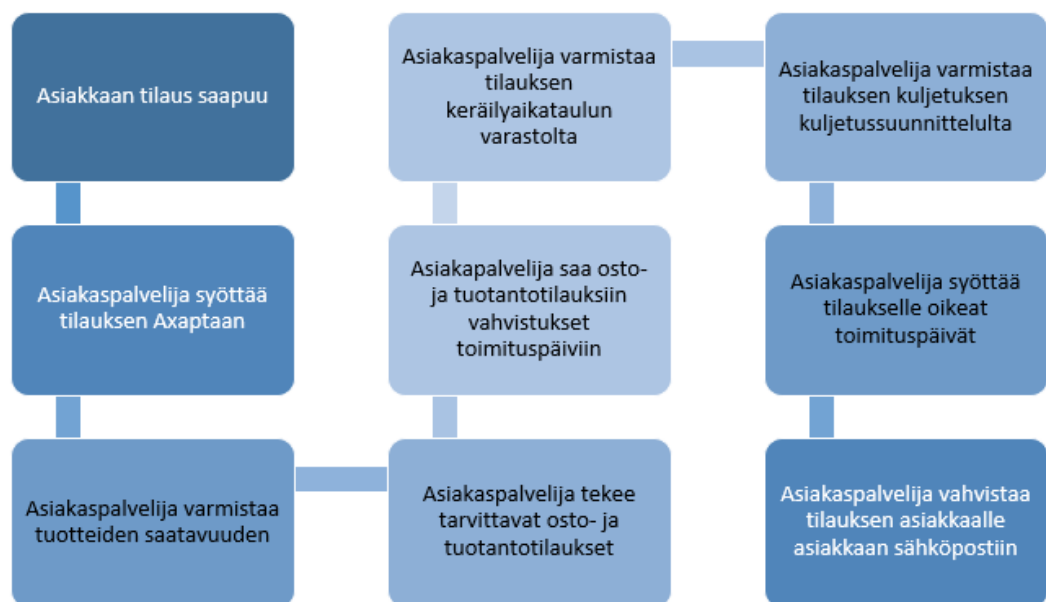 Asiakkaan tilaus saapuu
Asiakaspalvelija syöttää
tilauksen Axaptaan
Asiakaspalvelija varmistaa
tuotteiden saatavuuden
Asiakaspalvelija tekee
tarvittavat osto- ja
tuotantotilaukset
Asiakapalvelija saa osto-
ja tuotantotilauksiin
vahvistukset
toimituspäiviin
Asiakaspalvelija varmistaa
tilauksen
keräilyaikataulun
varastolta
Asiakaspalvelija varmistaa
tilauksen kuljetuksen
kuljetussuunnittelulta
Asiakaspalvelija syöttää
tilaukselle oikeat
toimituspäivät
Asiakaspalvelija vahvistaa
tilauksen asiakkaalle
asiakkaan sähköpostiin